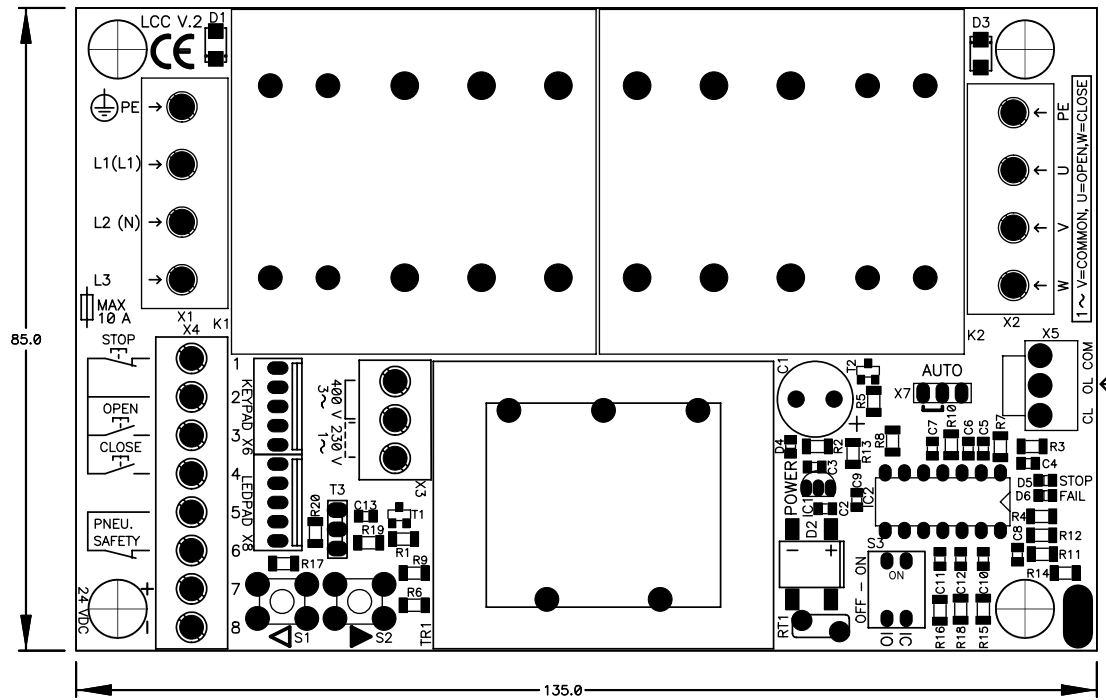 LCC V.2
D1
CE
PE
L1(L1)
L2 (N)
L3
MAX
10 A
X1
X4
K1
STOP
OPEN
CLOSE
PNEU.
SAFETY
24 VDC
+
−
1
2
3
4
5
6
7
8
KEYPAD X6
LEDPAD X8
400 V 230 V
3~ 1~
X3
R20
T3
C13
R19
T1
R1
R17
R9
R6
S1
S2
TR1
D3
PE
U
V
W
1~ V=COMMON, U=OPEN,W=CLOSE
X2
K2
X5
CL OL COM
C1
T2
R5
+
AUTO
X7
R10
R8
C7
C6
C5
R7
R3
C4
D5 STOP
D6 FAIL
R4
R12
R11
R14
C8
D4
R2
R13
C3
C9
IC2
IC1
C2
POWER
D2
−
+
RT1
S3
OFF - ON
ON
IO
IC
C11
C12
C10
R16
R18
R15
85.0
135.0